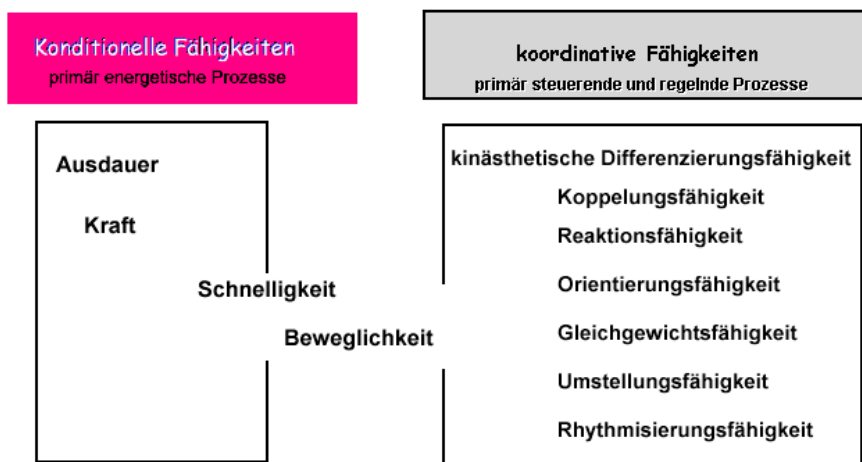 Konditionelle Fähigkeiten
primär energetische Prozesse
koordinative Fähigkeiten
primär steuerende und regelnde Prozesse
Ausdauer
Kraft
Schnelligkeit
Beweglichkeit
kinästhetische Differenzierungsfähigkeit
Koppelungsfähigkeit
Reaktionsfähigkeit
Orientierungsfähigkeit
Gleichgewichtsfähigkeit
Umstellungsfähigkeit
Rhythmisierungsfähigkeit